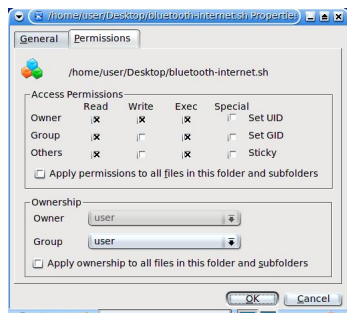 /home/user/Desktop/bluetooth-internet.sh Properties
General Permissions
/home/user/Desktop/bluetooth-internet.sh
Access Permissions
Read Write Exec Special
Owner Set UID
Group Set GID
Others Sticky
Apply permissions to all files in this folder and subfolders
Ownership
Owner user
Group user
Apply ownership to all files in this folder and subfolders
OK Cancel